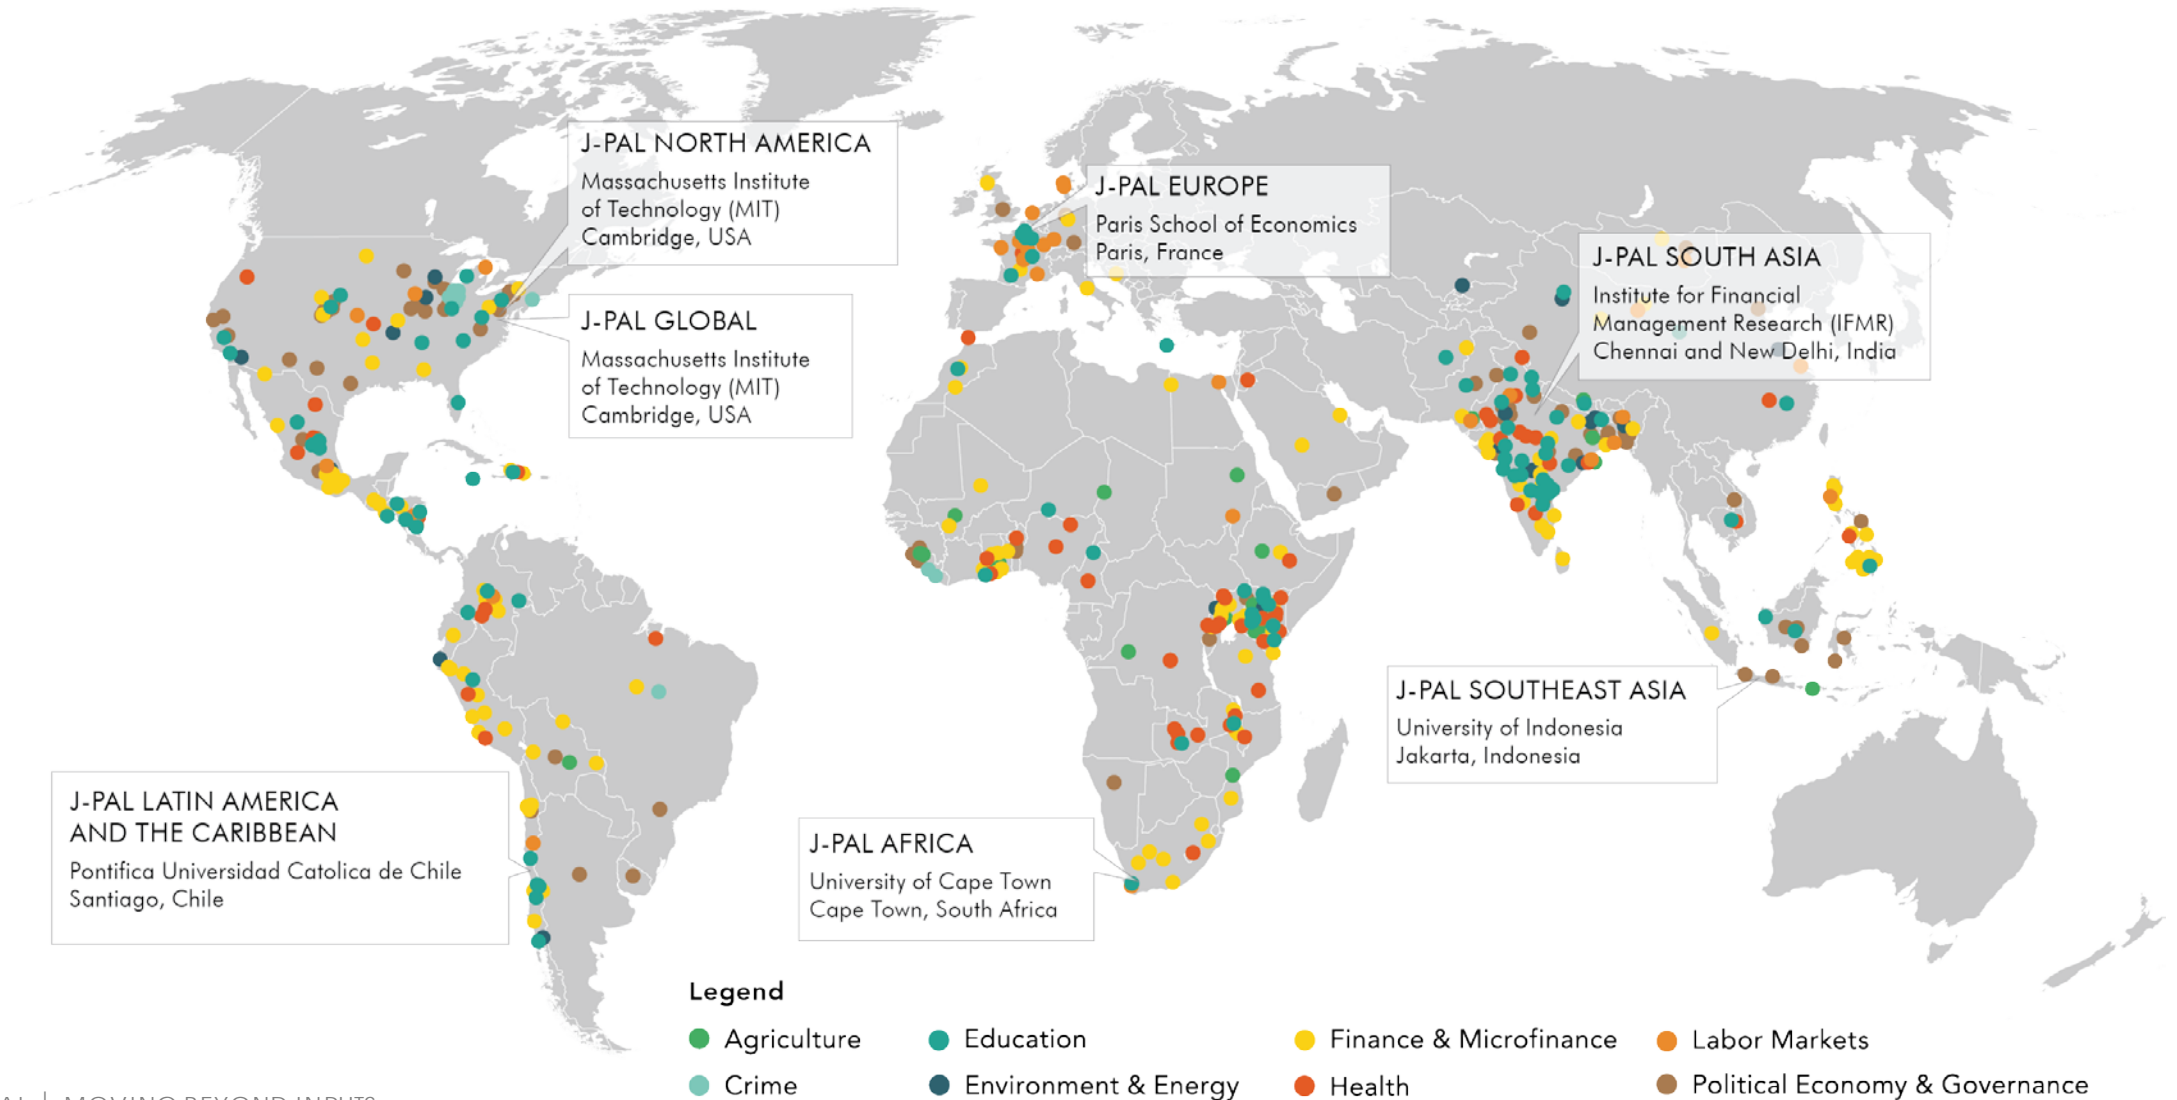 J-PAL NORTH AMERICA
Massachusetts Institute
of Technology (MIT)
Cambridge, USA
J-PAL EUROPE
Paris School of Economics
Paris, France
J-PAL SOUTH ASIA
Institute for Financial
Management Research (IFMR)
Chennai and New Delhi, India
J-PAL GLOBAL
Massachusetts Institute
of Technology (MIT)
Cambridge, USA
J-PAL SOUTHEAST ASIA
University of Indonesia
Jakarta, Indonesia
J-PAL LATIN AMERICA
AND THE CARIBBEAN
Pontifica Universidad Catolica de Chile
Santiago, Chile
J-PAL AFRICA
University of Cape Town
Cape Town, South Africa
Legend
Agriculture
Education
Finance & Microfinance
Labor Markets
Crime
Environment & Energy
Health
Political Economy & Governance
MOVING BEYOND INPUTS